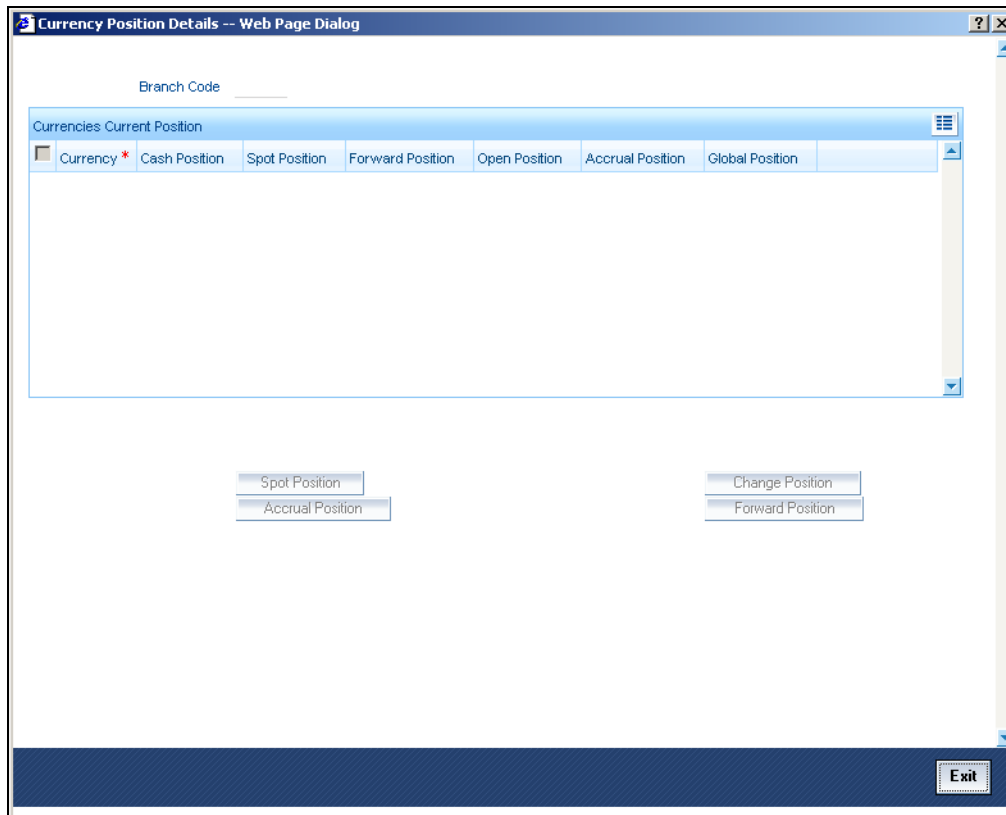 Currency Position Details -- Web Page Dialog
Branch Code
Currencies Current Position
Currency * Cash Position Spot Position Forward Position Open Position Accrual Position Global Position
Spot Position Change Position
Accrual Position Forward Position
Exit